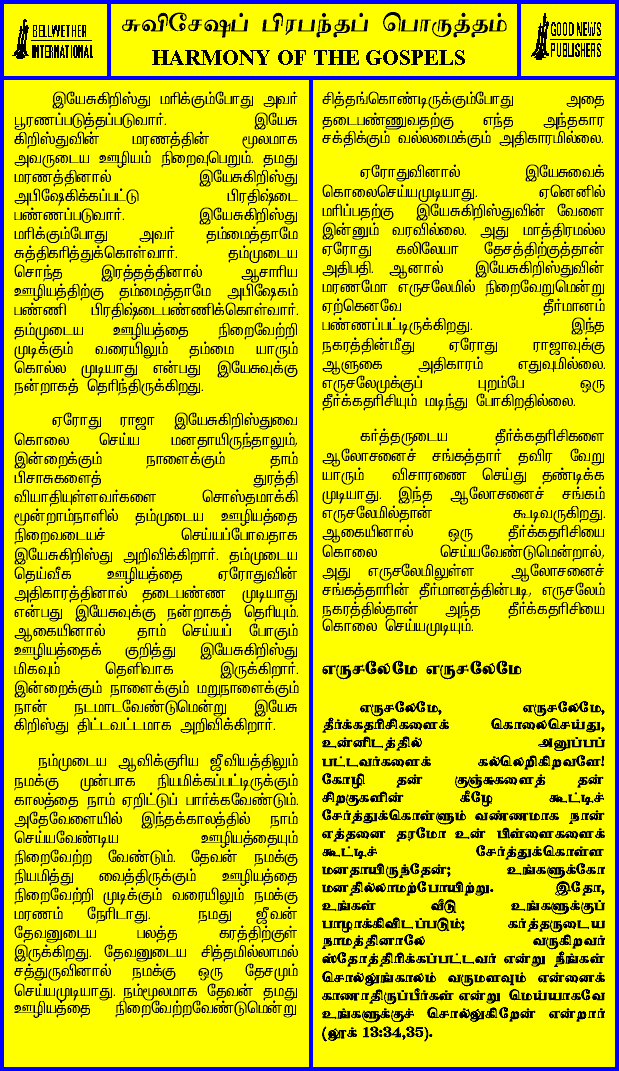 BELLWETHER
INTERNATIONAL
சுவிசேஷப் பிரபந்தப் பொருத்தம்
HARMONY OF THE GOSPELS
GOOD NEWS
PUBLISHERS
இயேசுகிறிஸ்து மரிக்கும்போது அவர்
பூரணப்படுத்தப்படுவார். இயேசு
கிறிஸ்துவின் மரணத்தின் மூலமாக
அவருடைய ஊழியம் நிறைவுபெறும். தமது
மரணத்தினால் இயேசுகிறிஸ்து
அபிஷேகிக்கப்பட்டு பிரதிஷ்டை
பண்ணப்படுவார். இயேசுகிறிஸ்து
மரிக்கும்போது அவர் தம்மைத்தாமே
சுத்திகரித்துக்கொள்வார். தம்முடைய
சொந்த இரத்தத்தினால் ஆசாரிய
ஊழியத்திற்கு தம்மைத்தாமே அபிஷேகம்
பண்ணி பிரதிஷ்டைபண்ணிக்கொள்வார்.
தம்முடைய ஊழியத்தை நிறைவேற்றி
முடிக்கும் வரையிலும் தம்மை யாரும்
கொல்ல முடியாது என்பது இயேசுவுக்கு
நன்றாகத் தெரிந்திருக்கிறது.
ஏரோது ராஜா இயேசுகிறிஸ்துவை
கொலை செய்ய மனதாயிருந்தாலும்,
இன்றைக்கும் நாளைக்கும் தாம்
பிசாசுகளைத் துரத்தி
வியாதியுள்ளவர்களை சொஸ்தமாக்கி
மூன்றாம்நாளில் தம்முடைய ஊழியத்தை
நிறைவடையச் செய்யப்போவதாக
இயேசுகிறிஸ்து அறிவிக்கிறார். தம்முடைய
தெய்வீக ஊழியத்தை ஏரோதுவின்
அதிகாரத்தினால் தடைபண்ண முடியாது
என்பது இயேசுவுக்கு நன்றாகத் தெரியும்.
ஆகையினால் தாம் செய்யப் போகும்
ஊழியத்தைக் குறித்து இயேசுகிறிஸ்து
மிகவும் தெளிவாக இருக்கிறார்.
இன்றைக்கும் நாளைக்கும் மறுநாளைக்கும்
நான் நடமாடவேண்டுமென்று இயேசு
கிறிஸ்து திட்டவட்டமாக அறிவிக்கிறார்.
நம்முடைய ஆவிக்குரிய ஜீவியத்திலும்
நமக்கு முன்பாக நியமிக்கப்பட்டிருக்கும்
காலத்தை நாம் ஏறிட்டுப் பார்க்கவேண்டும்.
அதேவேளையில் இந்தக்காலத்தில் நாம்
செய்யவேண்டிய ஊழியத்தையும்
நிறைவேற்ற வேண்டும். தேவன் நமக்கு
நியமித்து வைத்திருக்கும் ஊழியத்தை
நிறைவேற்றி முடிக்கும் வரையிலும் நமக்கு
மரணம் நேரிடாது. நமது ஜீவன்
தேவனுடைய பலத்த கரத்திற்குள்
இருக்கிறது. தேவனுடைய சித்தமில்லாமல்
சத்துருவினால் நமக்கு ஒரு தேசமும்
செய்யமுடியாது. நம்மூலமாக தேவன் தமது
ஊழியத்தை நிறைவேற்றவேண்டுமென்று
சித்தங்கொண்டிருக்கும்போது அதை
தடைபண்ணுவதற்கு எந்த அந்தகார
சக்திக்கும் வல்லமைக்கும் அதிகாரமில்லை.
ஏரோதுவினால் இயேசுவைக்
கொலைசெய்யமுடியாது. ஏனெனில்
மரிப்பதற்கு இயேசுகிறிஸ்துவின் வேளை
இன்னும் வரவில்லை. அது மாத்திரமல்ல
ஏரோது கலிலேயா தேசத்திற்குத்தான்
அதிபதி. ஆனால் இயேசுகிறிஸ்துவின்
மரணமோ எருசலேமில் நிறைவேறுமென்று
ஏற்கெனவே தீர்மானம்
பண்ணப்பட்டிருக்கிறது. இந்த
நகரத்தின்மீது ஏரோது ராஜாவுக்கு
ஆளுகை அதிகாரம் எதுவுமில்லை.
எருசலேமுக்குப் புறம்பே ஒரு
தீர்க்கதரிசியும் மடிந்து போகிறதில்லை.
கர்த்தருடைய தீர்க்கதரிசிகளை
ஆலோசனைச் சங்கத்தார் தவிர வேறு
யாரும் விசாரணை செய்து தண்டிக்க
முடியாது. இந்த ஆலோசனைச் சங்கம்
எருசலேமில்தான் கூடிவருகிறது.
ஆகையினால் ஒரு தீர்க்கதரிசியை
கொலை செய்யவேண்டுமென்றால்,
அது எருசலேமிலுள்ள ஆலோசனைச்
சங்கத்தாரின் தீர்மானத்தின்படி, எருசலேம்
நகரத்தில்தான் அந்த தீர்க்கதரிசியை
கொலை செய்யமுடியும்.
எருசலேமே எருசலேமே
எருசலேமே, எருசலேமே,
தீர்க்கதரிசிகளைக் கொலைசெய்து,
உன்னிடத்தில் அனுப்பப்
பட்டவர்களைக் கல்லெறிகிறவளே!
கோழி தன் குஞ்சுகளைத் தன்
சிறகுகளின் கீழே கூட்டிச்
சேர்த்துக்கொள்ளும் வண்ணமாக நான்
எத்தனை தரமோ உன் பிள்ளைகளைக்
கூட்டிச் சேர்த்துக்கொள்ள
மனதாயிருந்தேன்; உங்களுக்கோ
மனதில்லாமற்போயிற்று. இதோ,
உங்கள் வீடு உங்களுக்குப்
பாழாக்கிவிடப்படும்; கர்த்தருடைய
நாமத்தினாலே வருகிறவர்
ஸ்தோத்திரிக்கப்பட்டவர் என்று நீங்கள்
சொல்லுங்காலம் வருமளவும் என்னைக்
காணாதிருப்பீர்கள் என்று மெய்யாகவே
உங்களுக்குச் சொல்லுகிறேன் என்றார்
(லூக் 13:34,35).